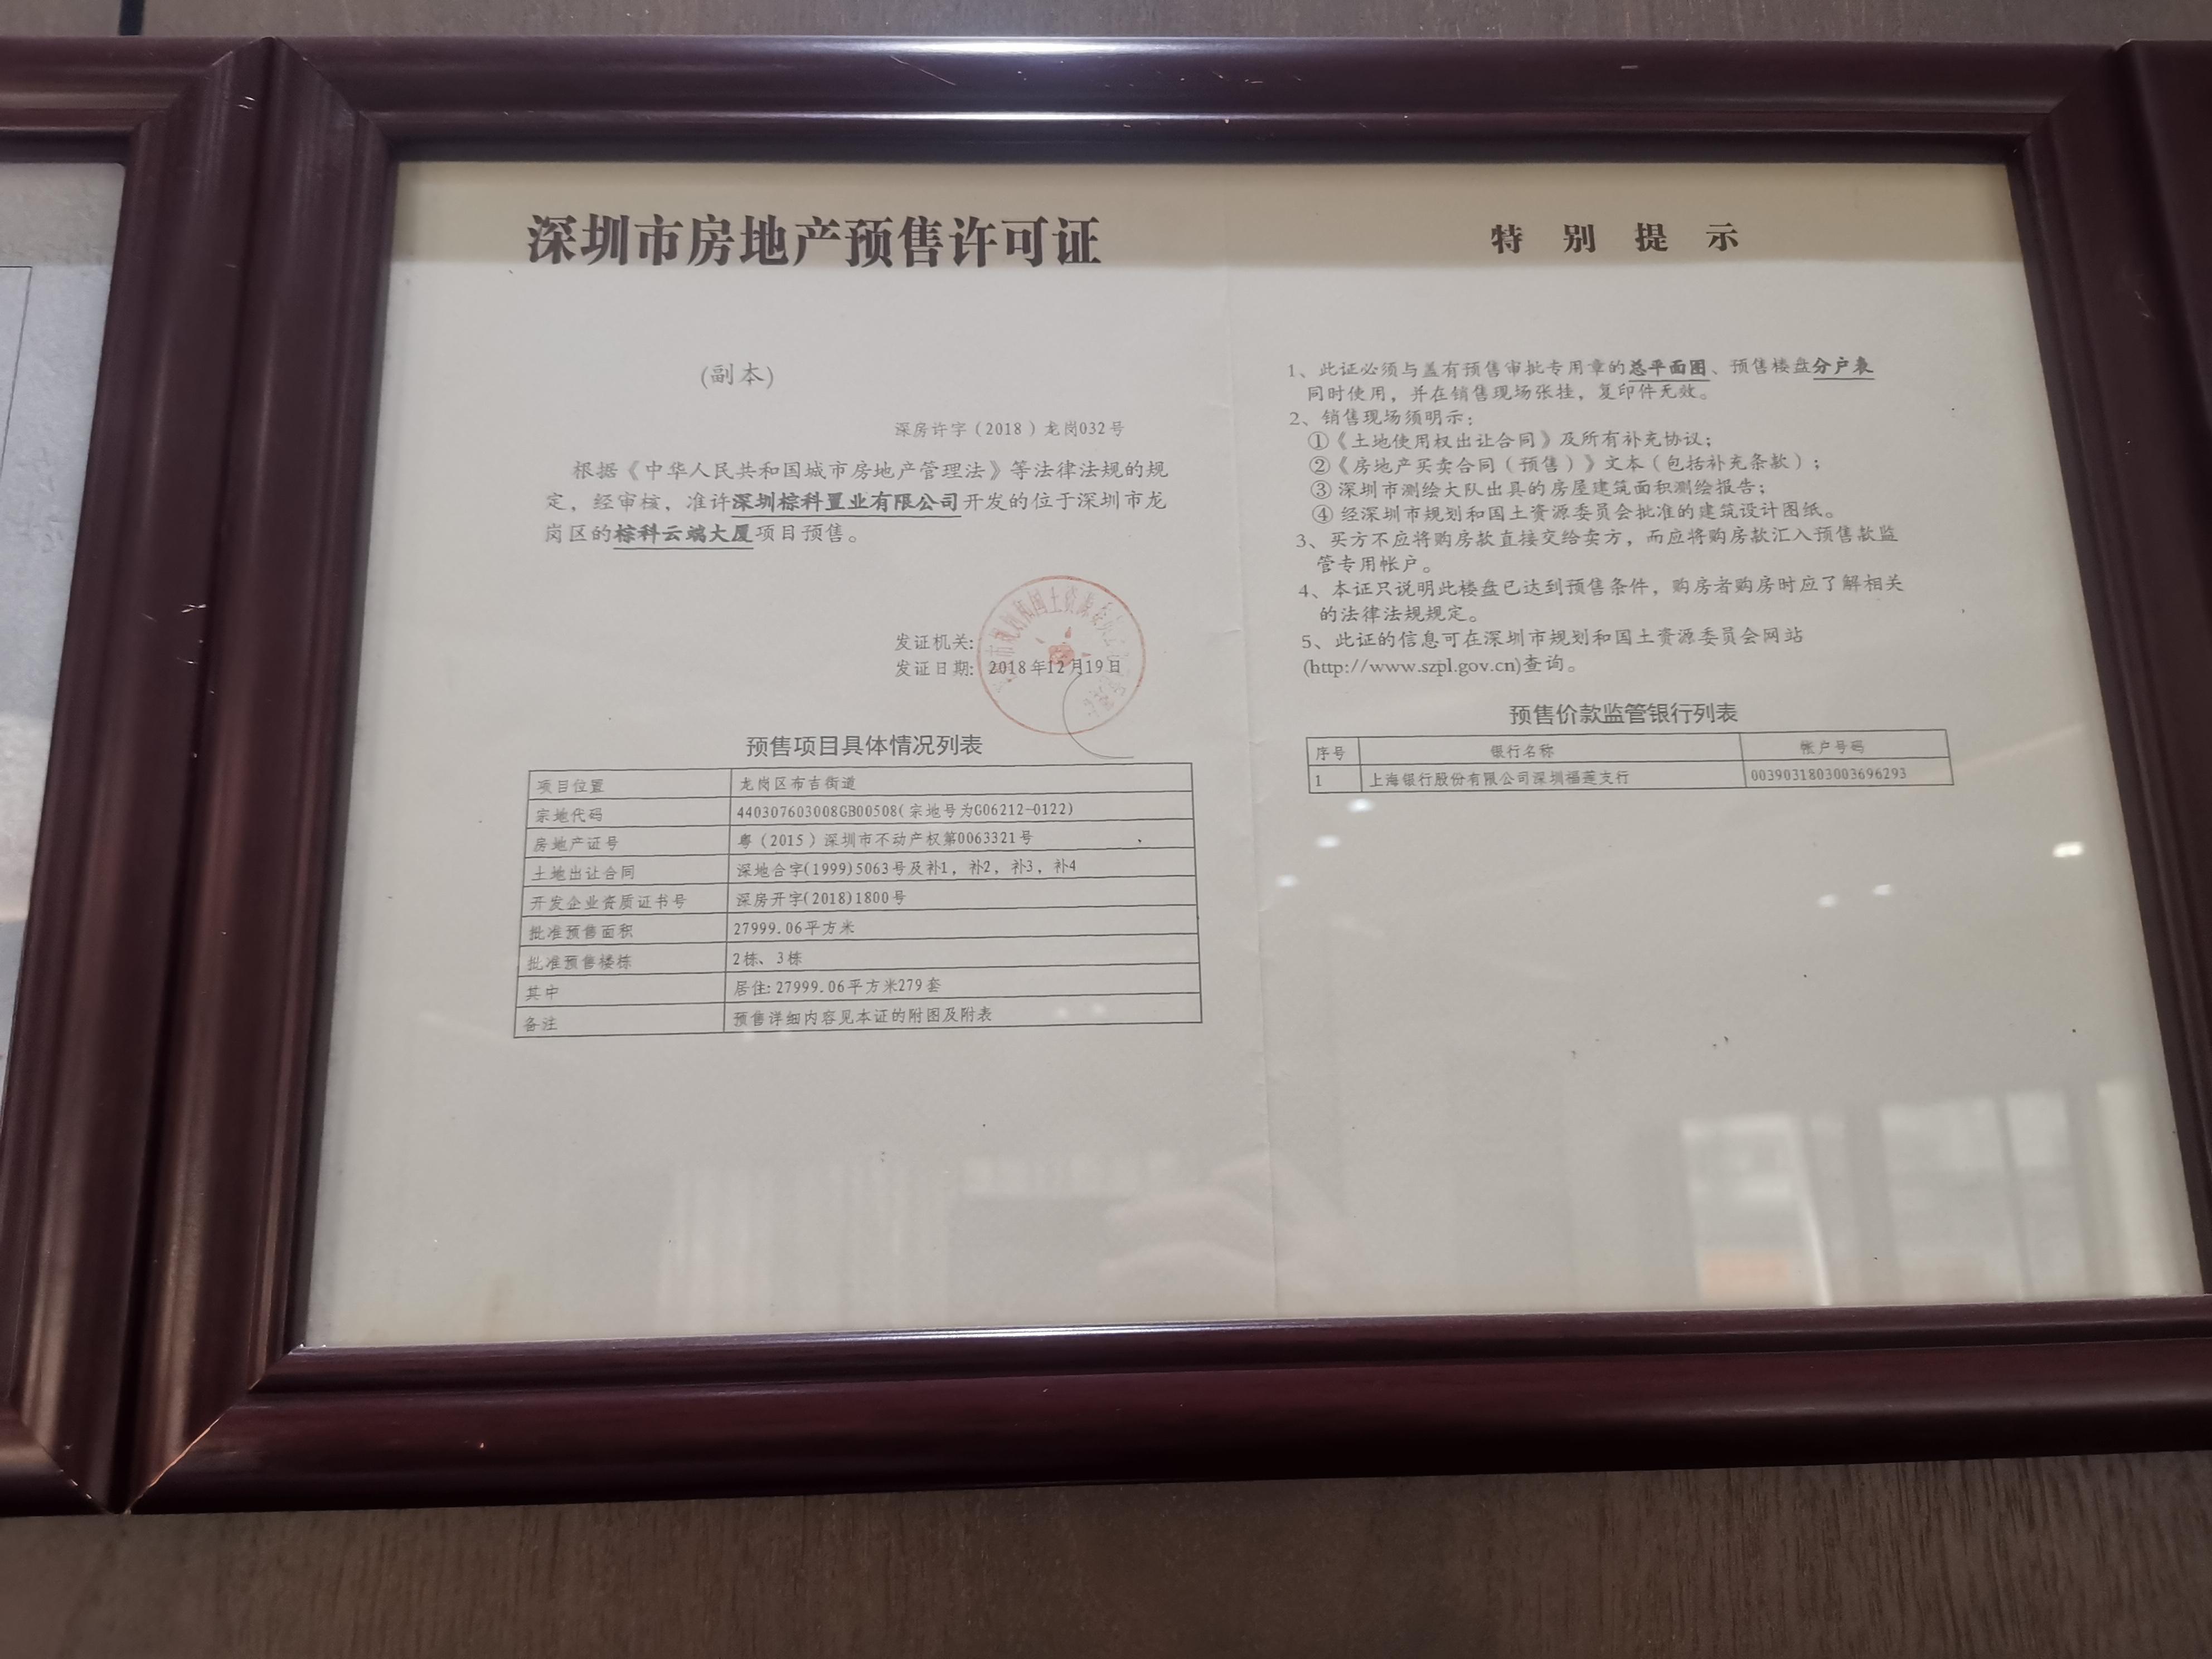 深圳市房地产预售许可证
(副本)
深房许字（2018）龙岗032号
根据《中华人民共和国城市房地产管理法》等法律法规的规
定，经审核，准许深圳棕科置业有限公司开发的位于深圳市龙
岗区的棕科云端大厦项目预售。
发证机关:
发证日期: 2018年12月19日
预售项目具体情况列表
项目位置 龙岗区布吉街道
宗地代码 440307603008GB00508(宗地号为G06212-0122)
房地产证号 粤（2015）深圳市不动产权第0063321号
土地出让合同 深地合字(1999)5063号及补1，补2，补3，补4
开发企业资质证书号 深房开字(2018)1800号
批准预售面积 27999.06平方米
批准预售楼栋 2栋、3栋
其中 居住:27999.06平方米279套
备注 预售详细内容见本证的附图及附表
特别提示
1、此证必须与盖有预售审批专用章的总平面图、预售楼盘分户表
同时使用，并在销售现场张挂，复印件无效。
2、销售现场须明示：
①《土地使用权出让合同》及所有补充协议；
②《房地产买卖合同（预售）》文本（包括补充条款）；
③ 深圳市测绘大队出具的房屋建筑面积测绘报告；
④ 经深圳市规划和国土资源委员会批准的建筑设计图纸。
3、买方不应将购房款直接交给卖方，而应将购房款汇入预售款监
管专用帐户。
4、本证只说明此楼盘已达到预售条件，购房者购房时应了解相关
的法律法规规定。
5、此证的信息可在深圳市规划和国土资源委员会网站
(http://www.szpl.gov.cn)查询。
预售价款监管银行列表
序号 银行名称 帐户号码
1 上海银行股份有限公司深圳福莲支行 0039031803003696293